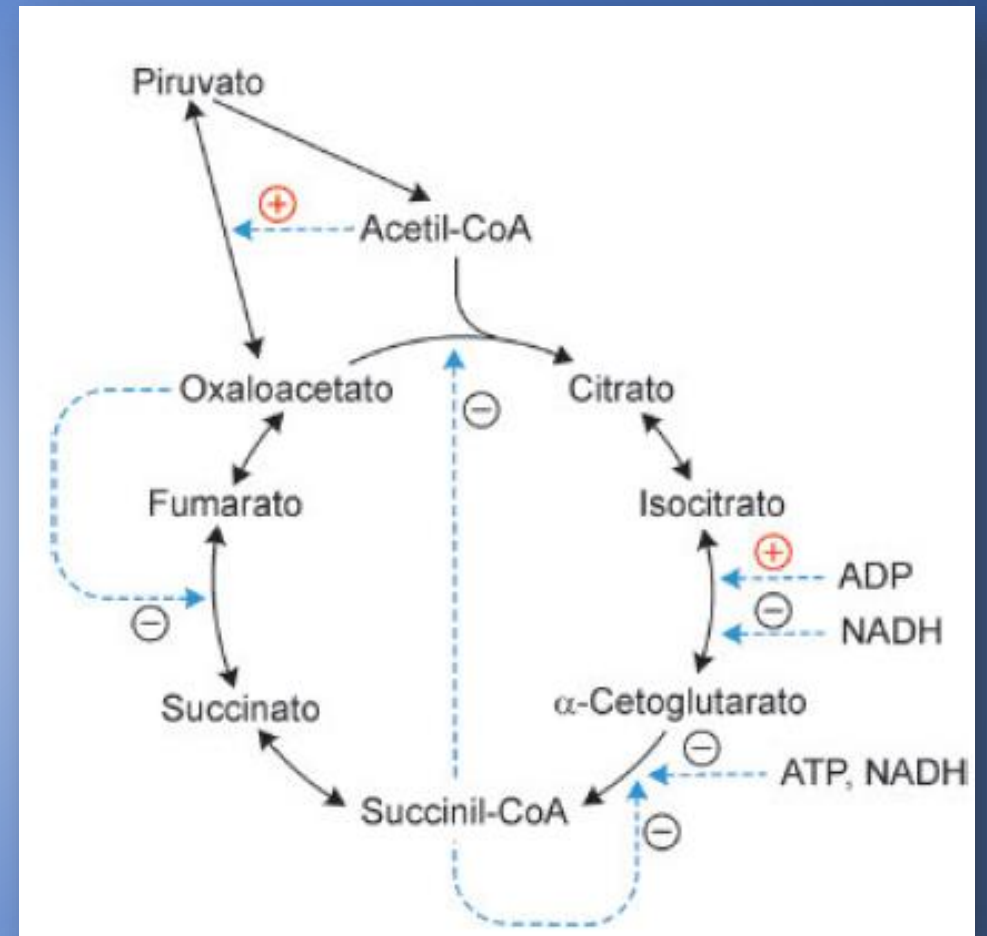 Piruvato
+
Acetil-CoA
Oxaloacetato
Citrato
−
Fumarato
Isocitrato
+
ADP
−
NADH
−
Succinato
α-Cetoglutarato
−
ATP, NADH
Succinil-CoA
−